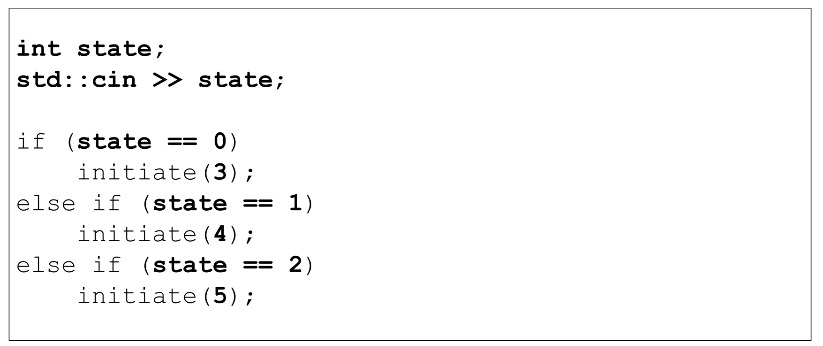 int state;
std::cin >> state;
if (state == 0)
    initiate(3);
else if (state == 1)
    initiate(4);
else if (state == 2)
    initiate(5);